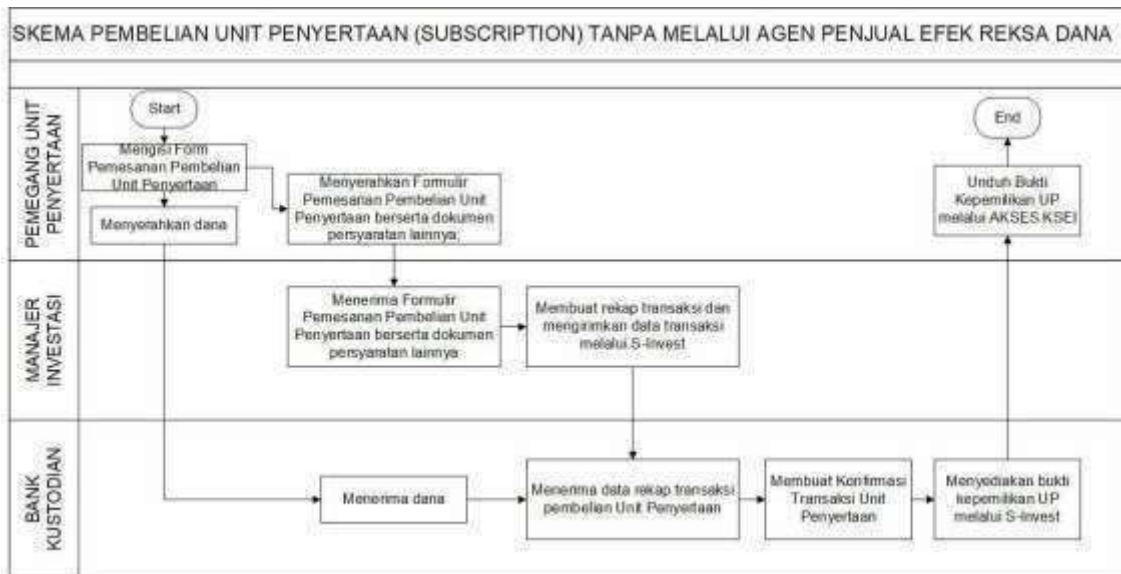 SKEMA PEMBELIAN UNIT PENYERTAAN (SUBSCRIPTION) TANPA MELALUI AGEN PENJUAL EFEK REKSA DANA
PEMEGANG UNIT
PENYERTAAN
Start
Mengisi Form
Pemesanan Pembelian
Unit Penyertaan
Menyerahkan dana
Menyerahkan Formulir
Pemesanan Pembelian Unit
Penyertaan berserta dokumen
persyaratan lainnya;
End
Unduh Bukti
Kepemilikan UP
melalui AKSES KSEI
MANAJER
INVESTASI
Menerima Formulir
Pemesanan Pembelian Unit
Penyertaan berserta dokumen
persyaratan lainnya
Membuat rekap transaksi dan
mengirimkan data transaksi
melalui S-Invest
BANK
KUSTODIAN
Menerima dana
Menerima data rekap transaksi
pembelian Unit Penyertaan
Membuat Konfirmasi
Transaksi Unit
Penyertaan
Menyediakan bukti
kepemilikan UP
melalui S-Invest